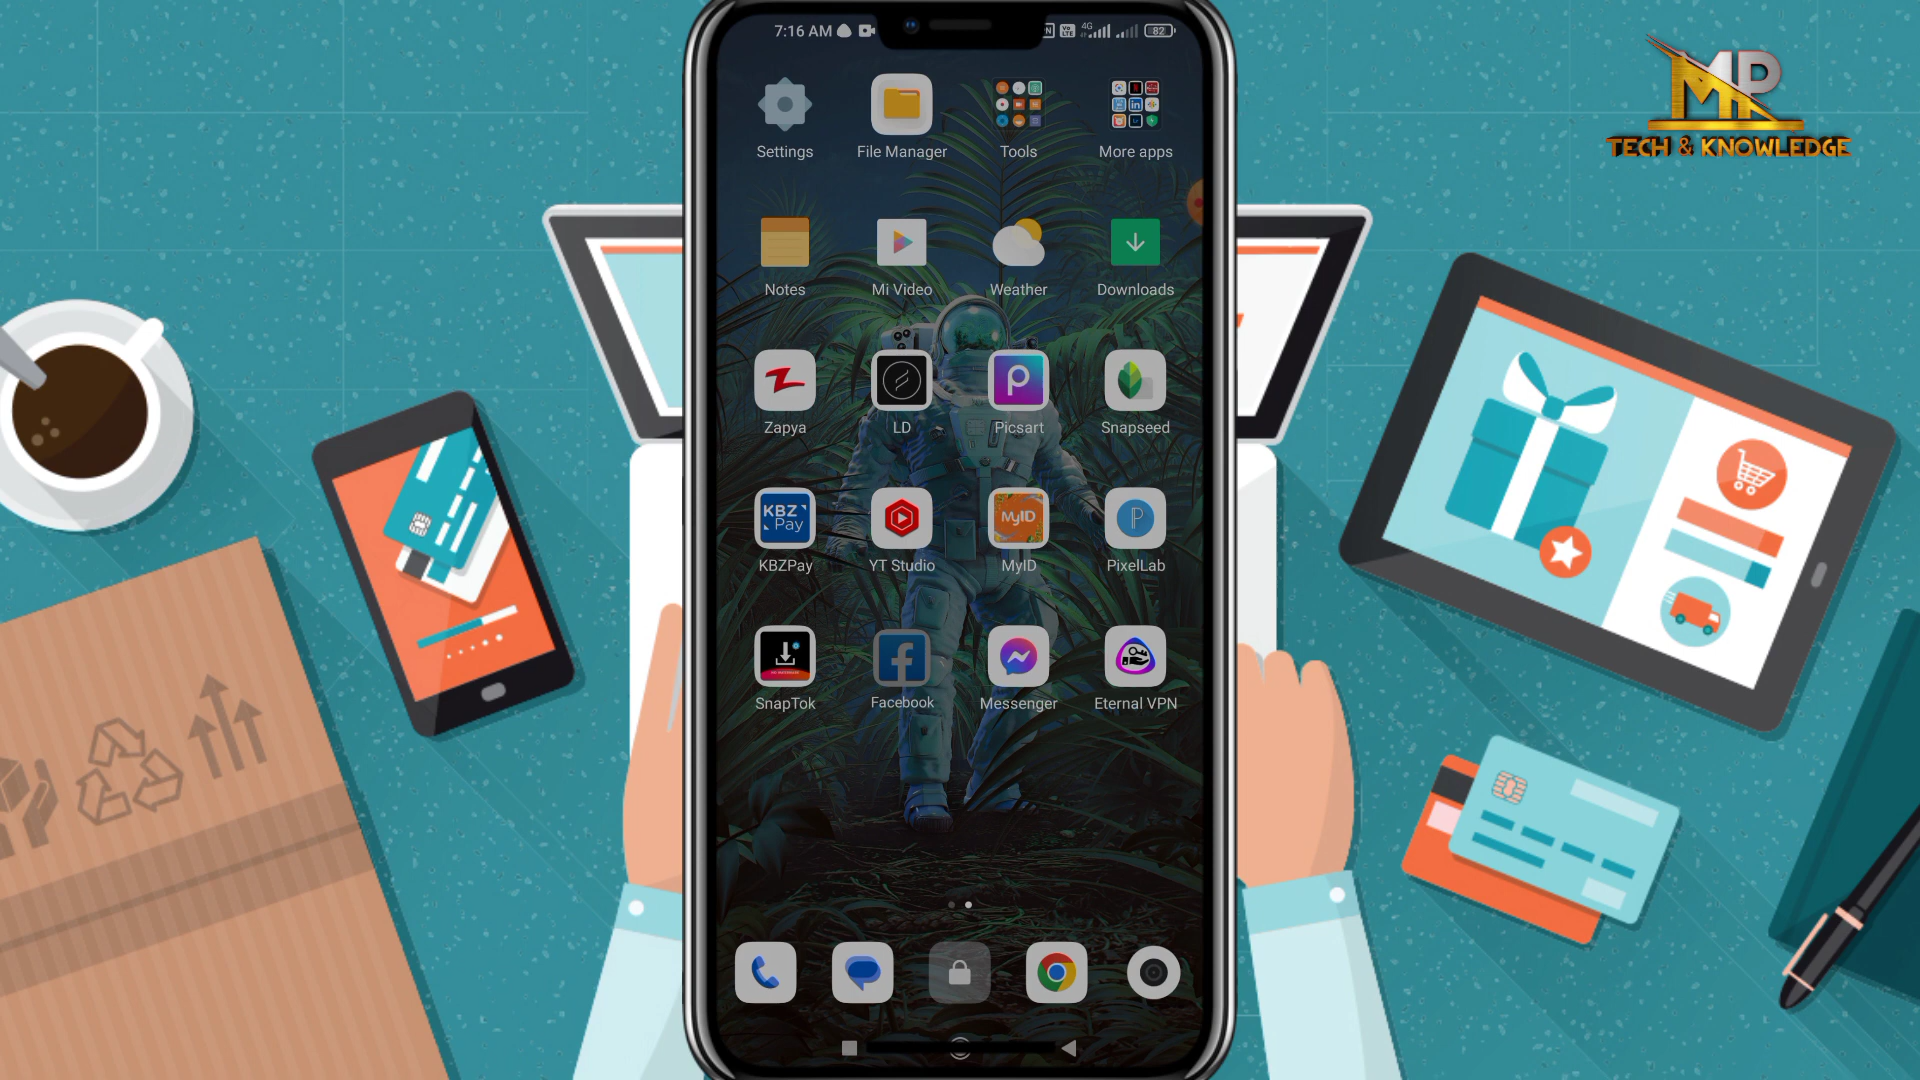 7:16 AM
4G
82
MP
TECH & KNOWLEDGE
Settings
File Manager
Tools
More apps
Notes
Mi Video
Weather
Downloads
Zapya
LD
Picsart
Snapseed
KBZ
Pay
MyID
KBZPay
YT Studio
MyID
PixelLab
SnapTok
Facebook
Messenger
Eternal VPN